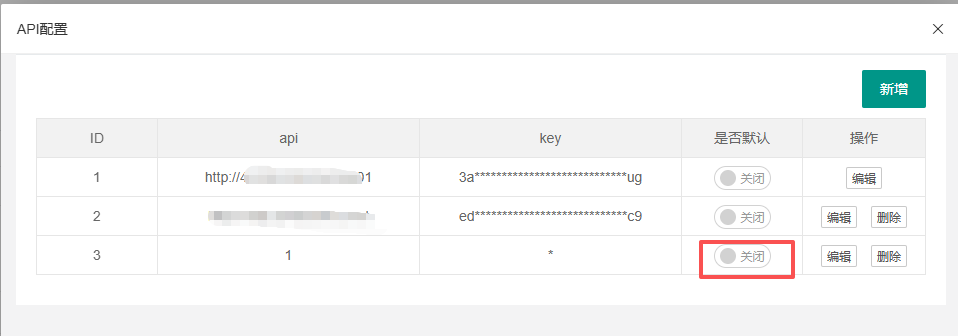 API配置
新增
ID api key 是否默认 操作
1 http://4 01 3a****************************ug 关闭 编辑
2 ed****************************c9 关闭 编辑 删除
3 1 * 关闭 编辑 删除